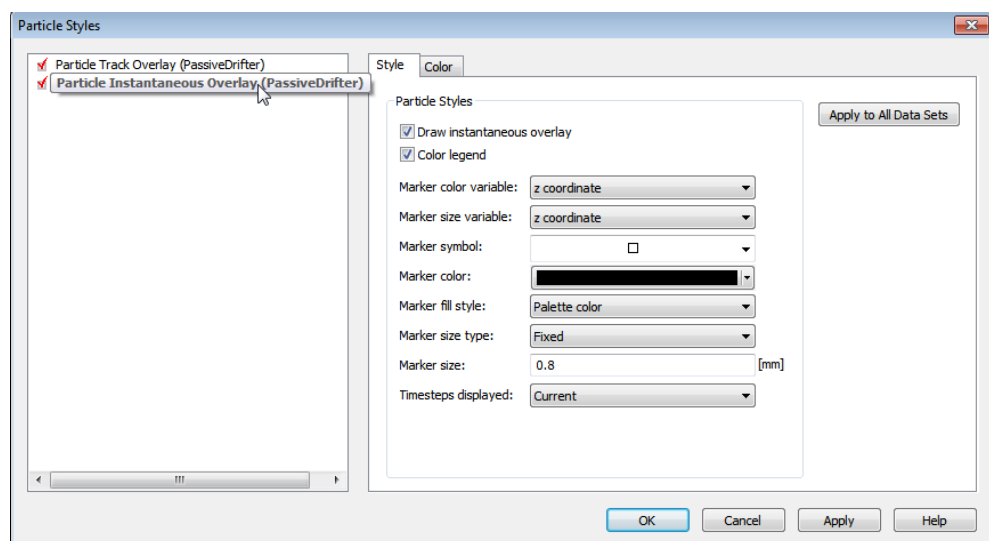 Particle Styles
Particle Track Overlay (PassiveDrifter)
Particle Instantaneous Overlay (PassiveDrifter)
Style Color
Particle Styles
Apply to All Data Sets
Draw instantaneous overlay
Color legend
Marker color variable: z coordinate
Marker size variable: z coordinate
Marker symbol:
Marker color:
Marker fill style: Palette color
Marker size type: Fixed
Marker size: 0.8 [mm]
Timesteps displayed: Current
OK Cancel Apply Help